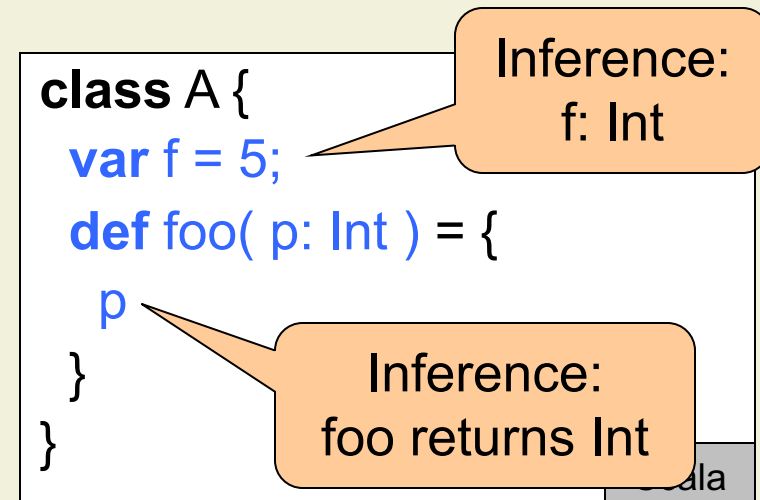 class A {
var f = 5;
def foo( p: Int ) = {
p
}
}
Inference:
f: Int
Inference:
foo returns Int